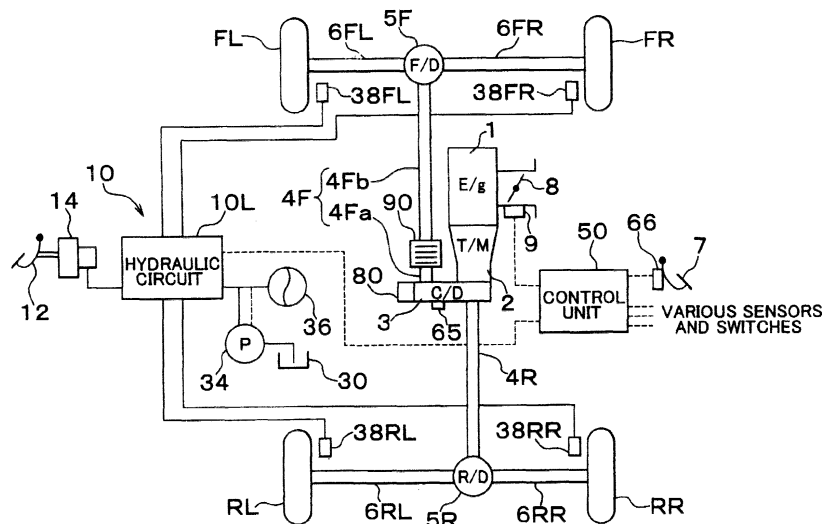 5F
FL
6FL
6FR
FR
F/D
38FL
38FR
1
4Fb
E/g
8
10
4F
90
14
10L
4Fa
9
50
66
7
T/M
HYDRAULIC
CIRCUIT
80
C/D
2
CONTROL
UNIT
12
36
3
65
VARIOUS SENSORS
AND SWITCHES
P
34
30
4R
38RL
38RR
R/D
RL
6RL
5R
6RR
RR